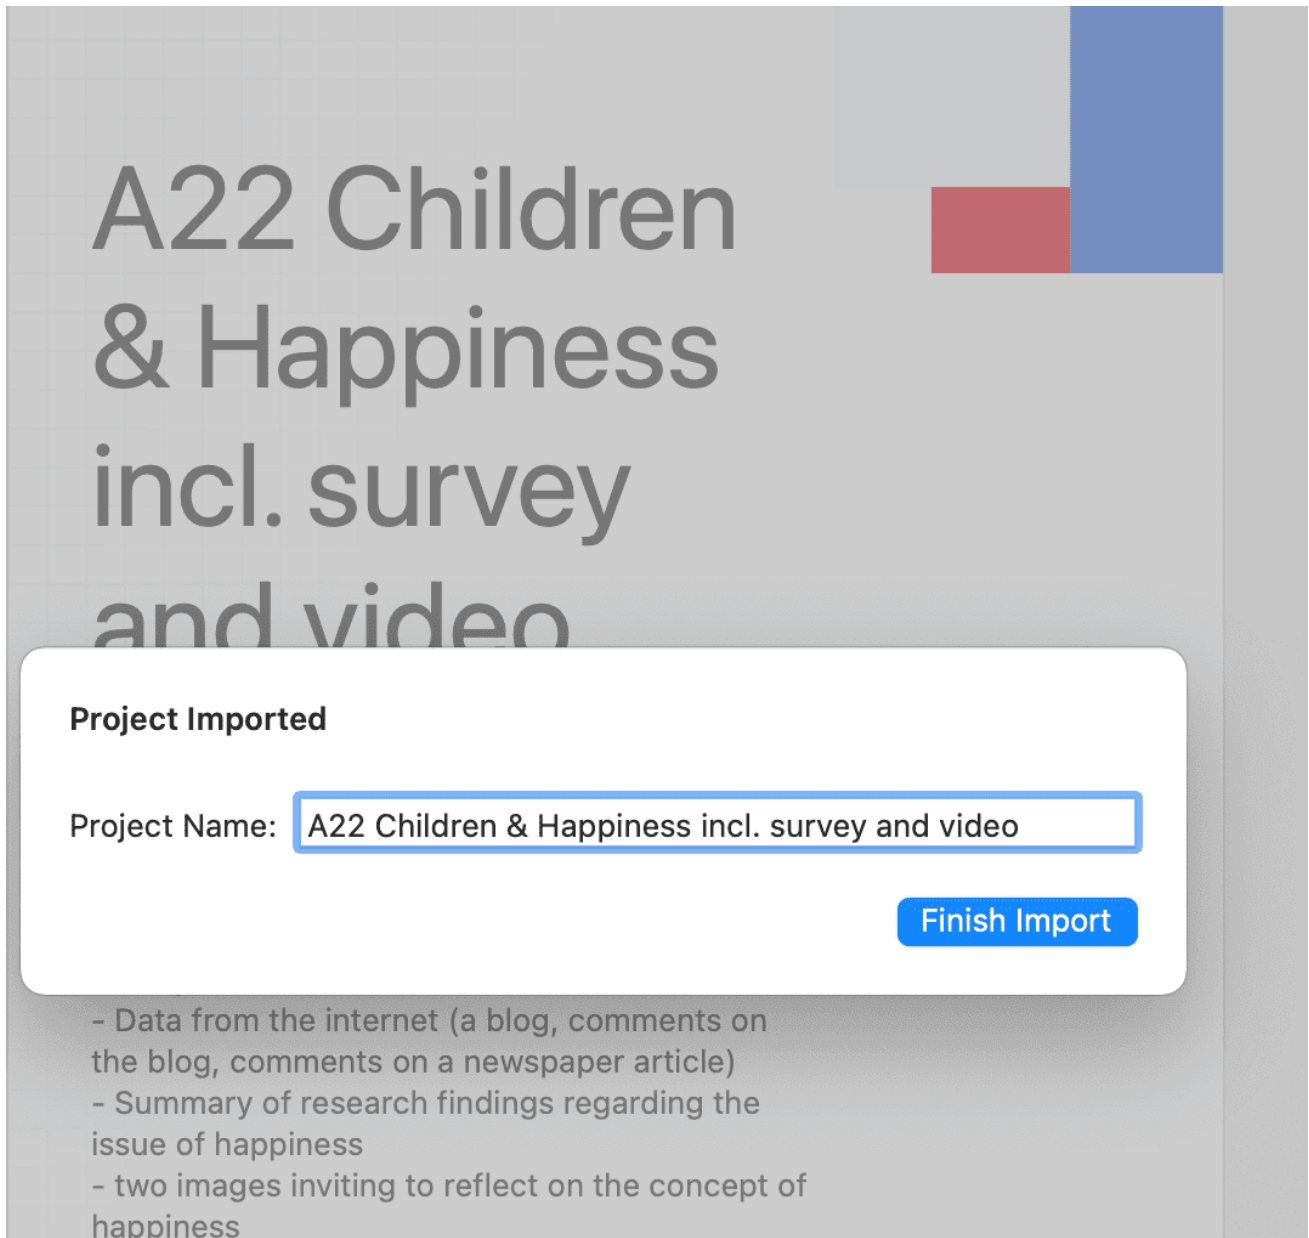 A22 Children
& Happiness
incl. survey
and video
Project Imported
Project Name: A22 Children & Happiness incl. survey and video
Finish Import
- Data from the internet (a blog, comments on
the blog, comments on a newspaper article)
- Summary of research findings regarding the
issue of happiness
- two images inviting to reflect on the concept of
happiness